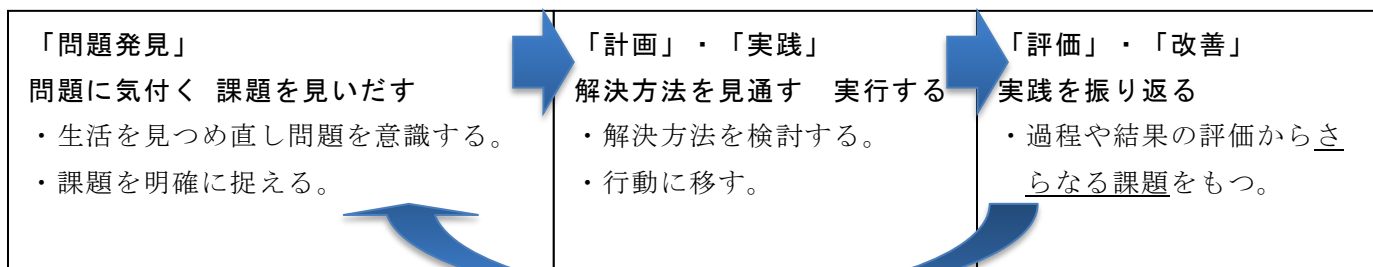 「問題発見」
問題に気付く 課題を見いだす
・生活を見つめ直し問題を意識する。
・課題を明確に捉える。
「計画」・「実践」
解決方法を見通す　実行する
・解決方法を検討する。
・行動に移す。
「評価」・「改善」
実践を振り返る
・過程や結果の評価からさ
らなる課題をもつ。